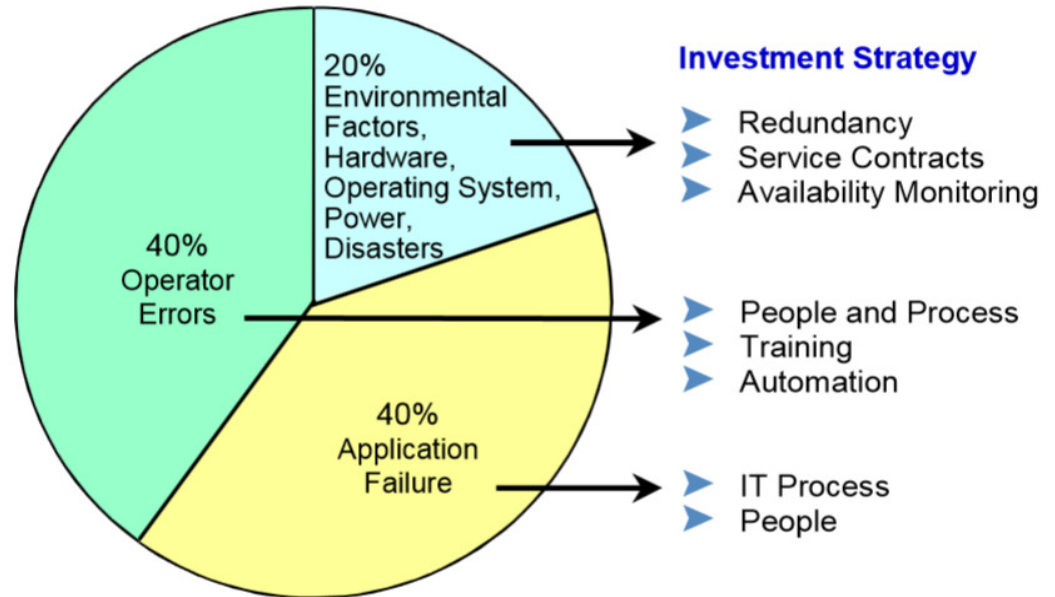 20%
Environmental
Factors,
Hardware,
Operating System,
Power,
Disasters
40%
Operator
Errors
40%
Application
Failure
Investment Strategy
Redundancy
Service Contracts
Availability Monitoring
People and Process
Training
Automation
IT Process
People